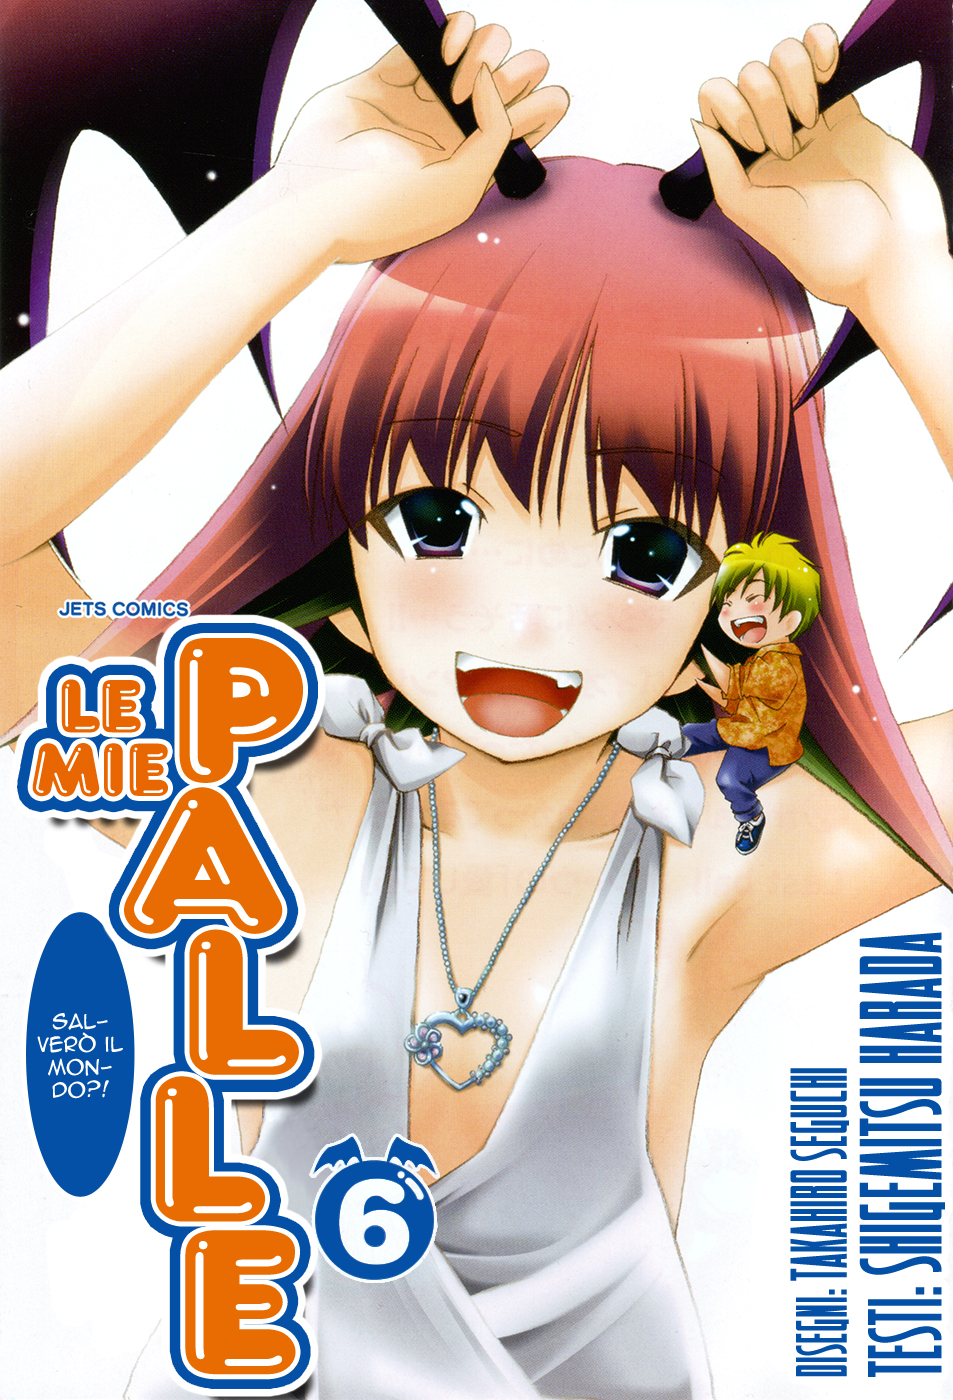 JETS COMICS
LE
MIE
PALLE
SAL-
VERÒ IL
MON-
DO?!
6
DISEGNI: TAKAHIRO SEGUCHI
TESTI: SHIGEMITSU HARADA